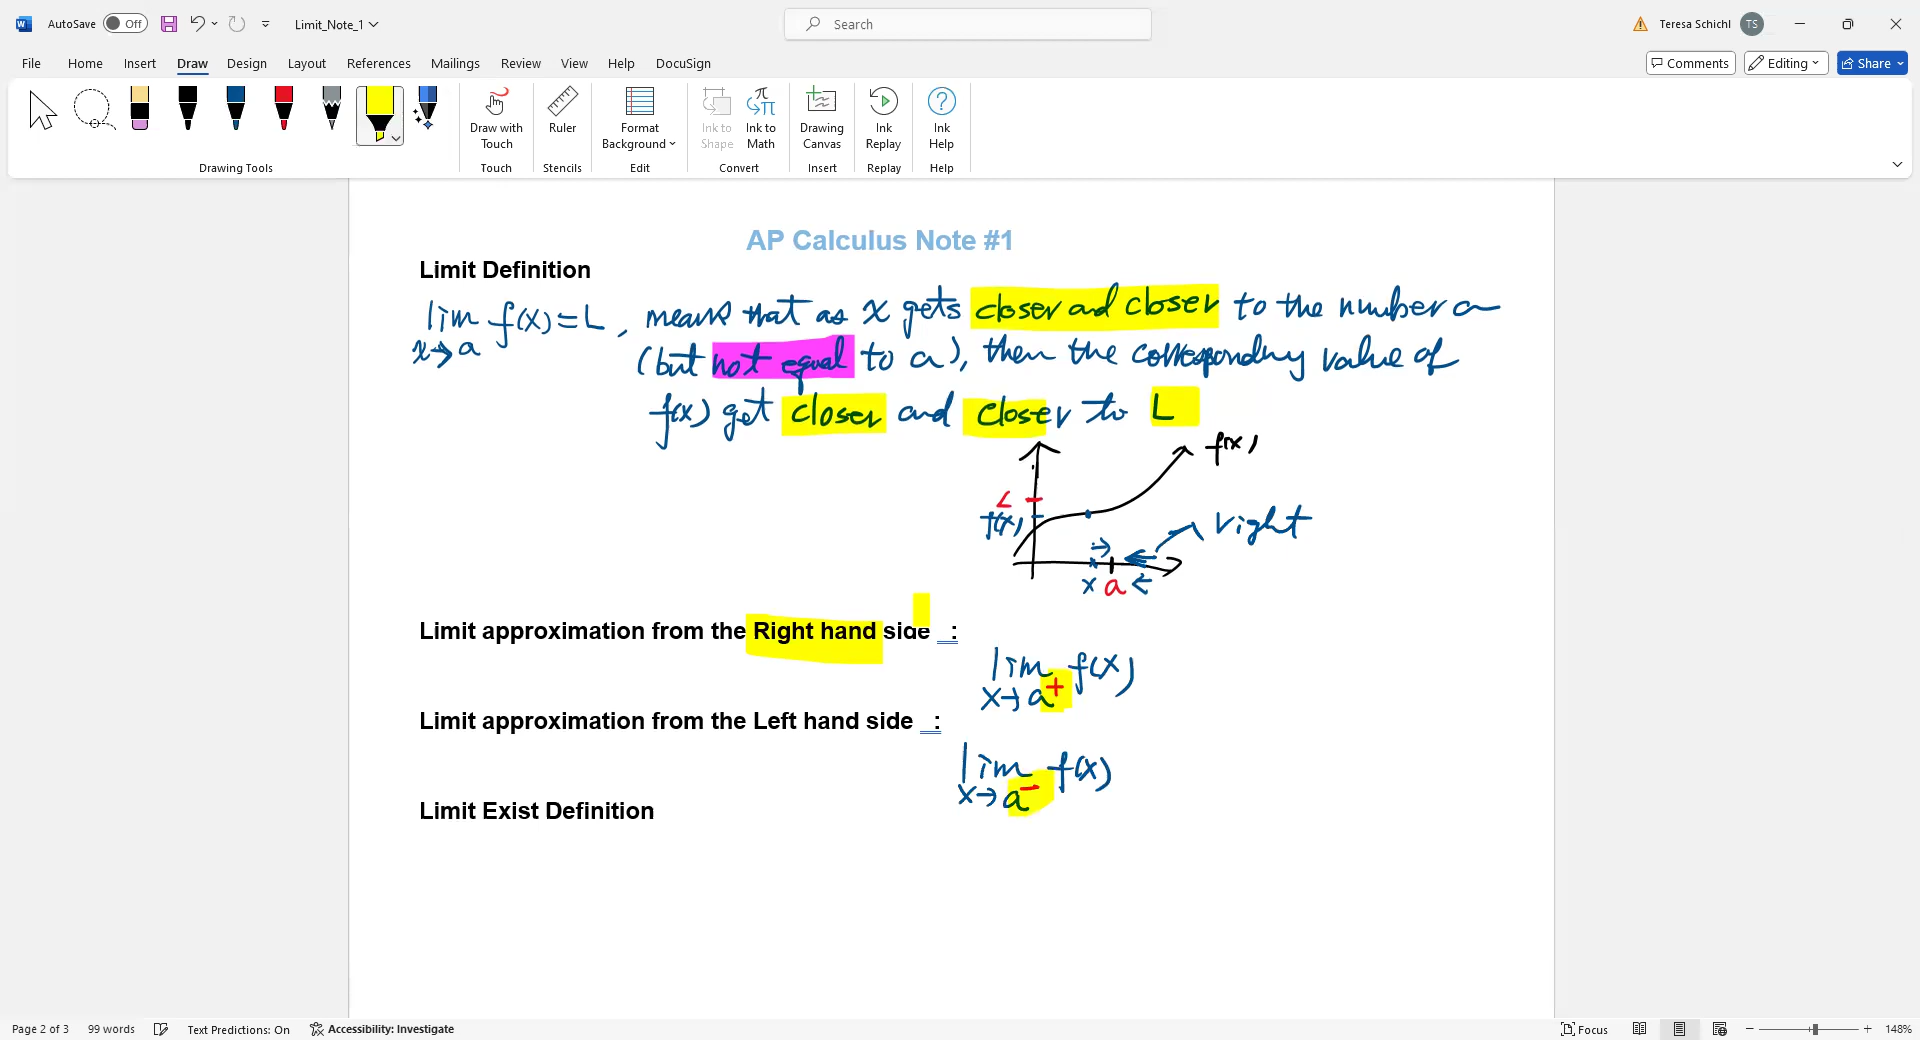 AutoSave Off Limit_Note_1 Search Teresa Schichl TS
File Home Insert Draw Design Layout References Mailings Review View Help DocuSign Comments Editing Share
Draw with Touch Ruler Format Background Ink to Shape Ink to Math Drawing Canvas Ink Replay Ink Help
Drawing Tools Touch Stencils Edit Convert Insert Replay Help
AP Calculus Note #1
Limit Definition
lim f(x) = L, means that as x gets closer and closer to the number a
x→a (but not equal to a), then the corresponding value of
f(x) get closer and closer to L
f(x)
L
f(x) right
x a
Limit approximation from the Right hand side __:
lim f(x)
x→a+
Limit approximation from the Left hand side __:
lim f(x)
x→a−
Limit Exist Definition
Page 2 of 3 99 words Text Predictions: On Accessibility: Investigate Focus 148%